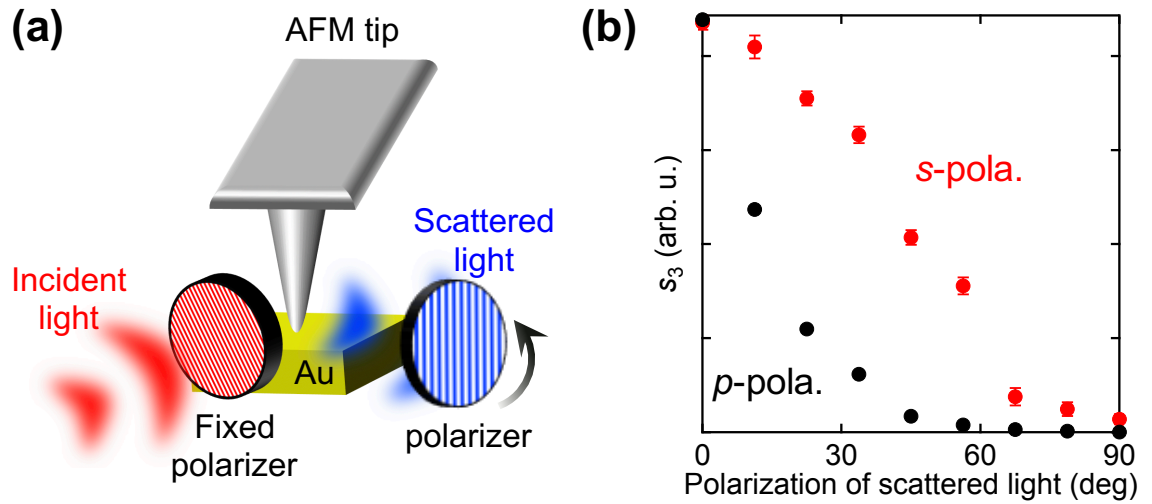 (a)
AFM tip
Incident
light
Scattered
light
Au
Fixed
polarizer
polarizer
(b)
s₃ (arb. u.)
s-pola.
p-pola.
0
30
60
90
Polarization of scattered light (deg)